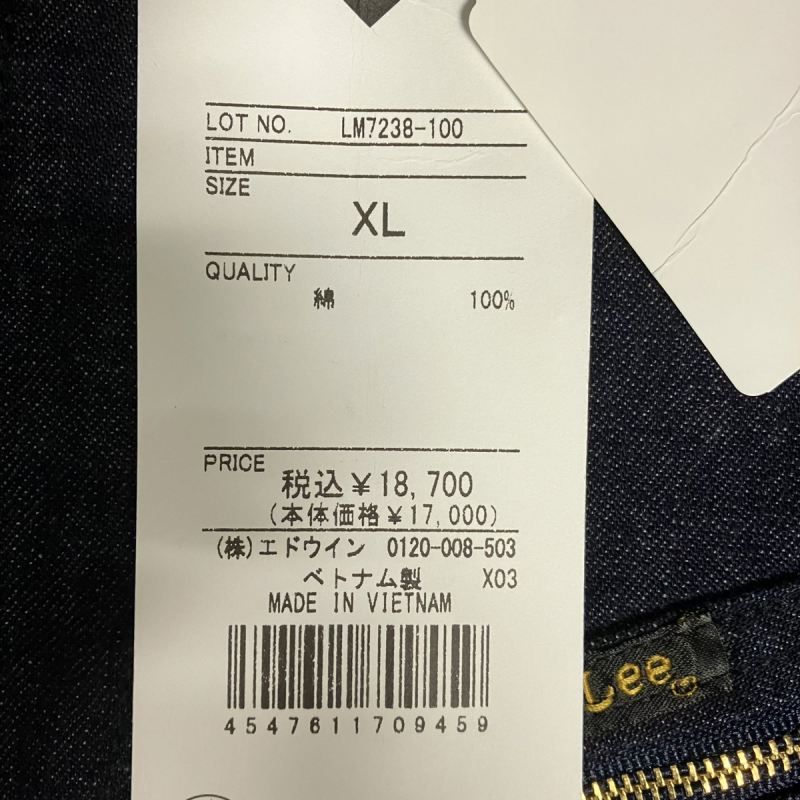 LOT NO. LM7238-100
ITEM
SIZE
XL
QUALITY
綿 100%
PRICE
税込￥18,700
(本体価格￥17,000)
(株)エドウイン 0120-008-503
ベトナム製 X03
MADE IN VIETNAM
4547611709459
Lee